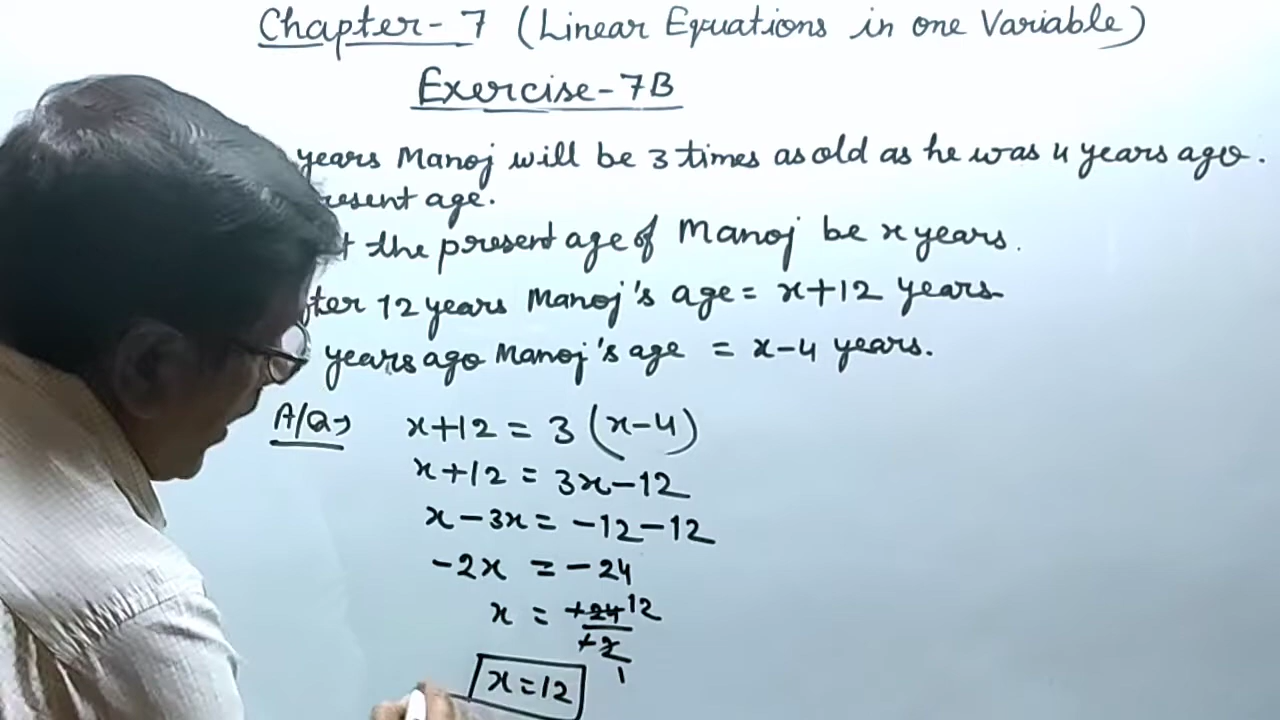 Chapter-7 (Linear Equations in one Variable)
Exercise-7B
years Manoj will be 3 times as old as he was 4 years ago.
resent age.
t the present age of Manoj be x years.
ter 12 years Manoj's age = x+12 years
years ago Manoj's age = x-4 years.
A/Q→ x+12 = 3(x-4)
x+12 = 3x-12
x-3x = -12-12
-2x = -24
x = +24 12
+2
1
x=12